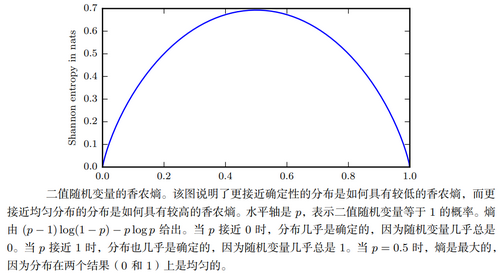 0.7
0.6
0.5
0.4
0.3
0.2
0.1
0.0
Shannon entropy in nats
0.0 0.2 0.4 0.6 0.8 1.0
二值随机变量的香农熵。该图说明了更接近确定性的分布是如何具有较低的香农熵，而更
接近均匀分布的分布是如何具有较高的香农熵。水平轴是 p，表示二值随机变量等于 1 的概率。熵
由 (p − 1) log(1 − p) − p log p 给出。当 p 接近 0 时，分布几乎是确定的，因为随机变量几乎总是
0。当 p 接近 1 时，分布也几乎是确定的，因为随机变量几乎总是 1。当 p = 0.5 时，熵是最大的，
因为分布在两个结果（0 和 1）上是均匀的。